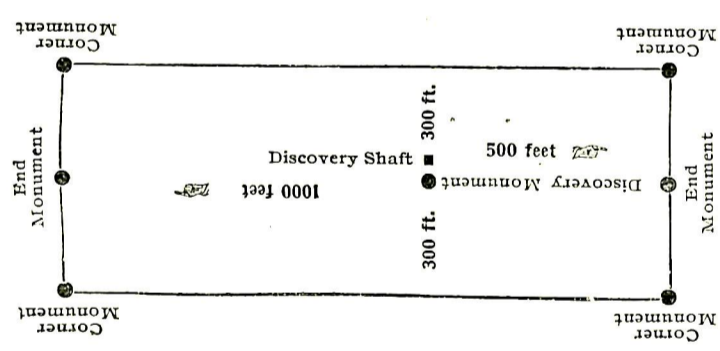 Corner
Monument
Corner
Monument
End
Monument
300 ft.
Discovery Shaft
500 feet
1000 feet
Discovery Monument
300 ft.
End
Monument
Corner
Monument
Corner
Monument